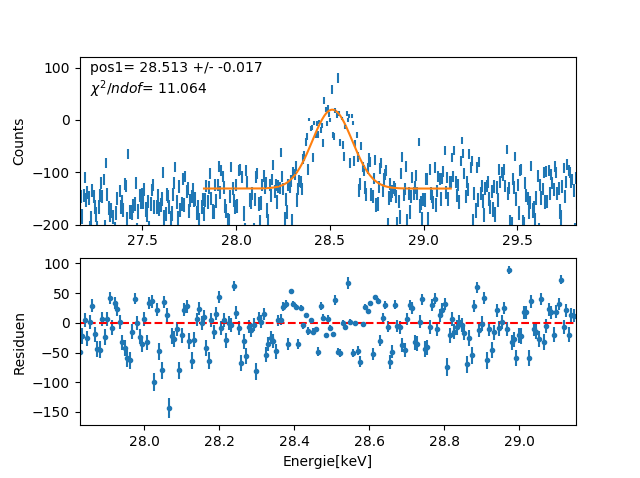 pos1= 28.513 +/- -0.017
χ²/ndof= 11.064
Counts
100
0
−100
−200
27.5 28.0 28.5 29.0 29.5
Residuen
100
50
0
−50
−100
−150
28.0 28.2 28.4 28.6 28.8 29.0
Energie[keV]